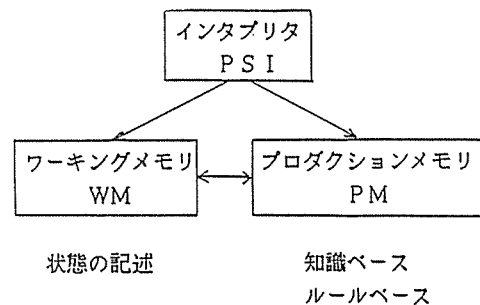 インタプリタ
PSI
ワーキングメモリ
WM
プロダクションメモリ
PM
状態の記述
知識ベース
ルールベース